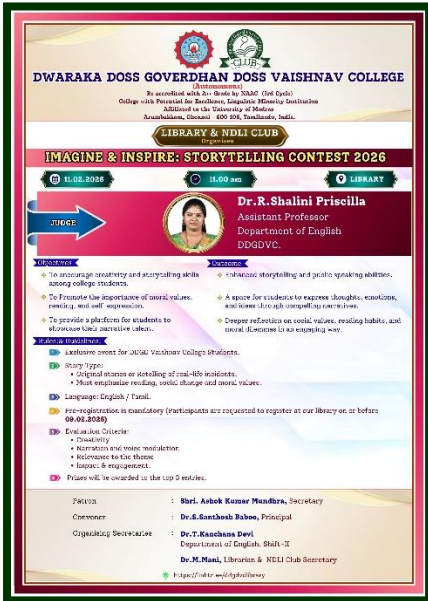 CLUB
DWARAKA DOSS GOVERDHAN DOSS VAISHNAV COLLEGE
(Autonomous)
Re accredited with A++ Grade by NAAC (3rd Cycle)
College with Potential for Excellence, Linguistic Minority Institution
Affiliated to the University of Madras
Arumbakkam, Chennai - 600 106, Tamilnadu, India.
LIBRARY & NDLI CLUB
Organises
IMAGINE & INSPIRE: STORYTELLING CONTEST 2026
11.02.2026
11.00 am
LIBRARY
JUDGE
Dr.R.Shalini Priscilla
Assistant Professor
Department of English
DDGDVC.
Objectives
To encourage creativity and storytelling skills
among college students.
To Promote the importance of moral values,
reading, and self-expression.
To provide a platform for students to
showcase their narrative talent.
Outcome
Enhanced storytelling and public speaking abilities.
A space for students to express thoughts, emotions,
and ideas through compelling narratives.
Deeper reflection on social values, reading habits, and
moral dilemmas in an engaging way.
Rules & Guidelines:
Exclusive event for DDGD Vaishnav College Students.
Story Type:
• Original stories or Retelling of real-life incidents.
• Must emphasize reading, social change and moral values.
Language: English / Tamil.
Pre-registration is mandatory (Participants are requested to register at our library on or before
09.02.2026)
Evaluation Criteria:
• Creativity
• Narration and voice modulation
• Relevance to the theme
• Impact & engagement.
Prizes will be awarded to the top 3 entries.
Patron : Shri. Ashok Kumar Mundhra, Secretary
Convenor : Dr.S.Santhosh Baboo, Principal
Organising Secretaries : Dr.T.Kanchana Devi
Department of English, Shift-II
Dr.M.Mani, Librarian & NDLI Club Secretary
https://linktr.ee/ddgdvclibrary